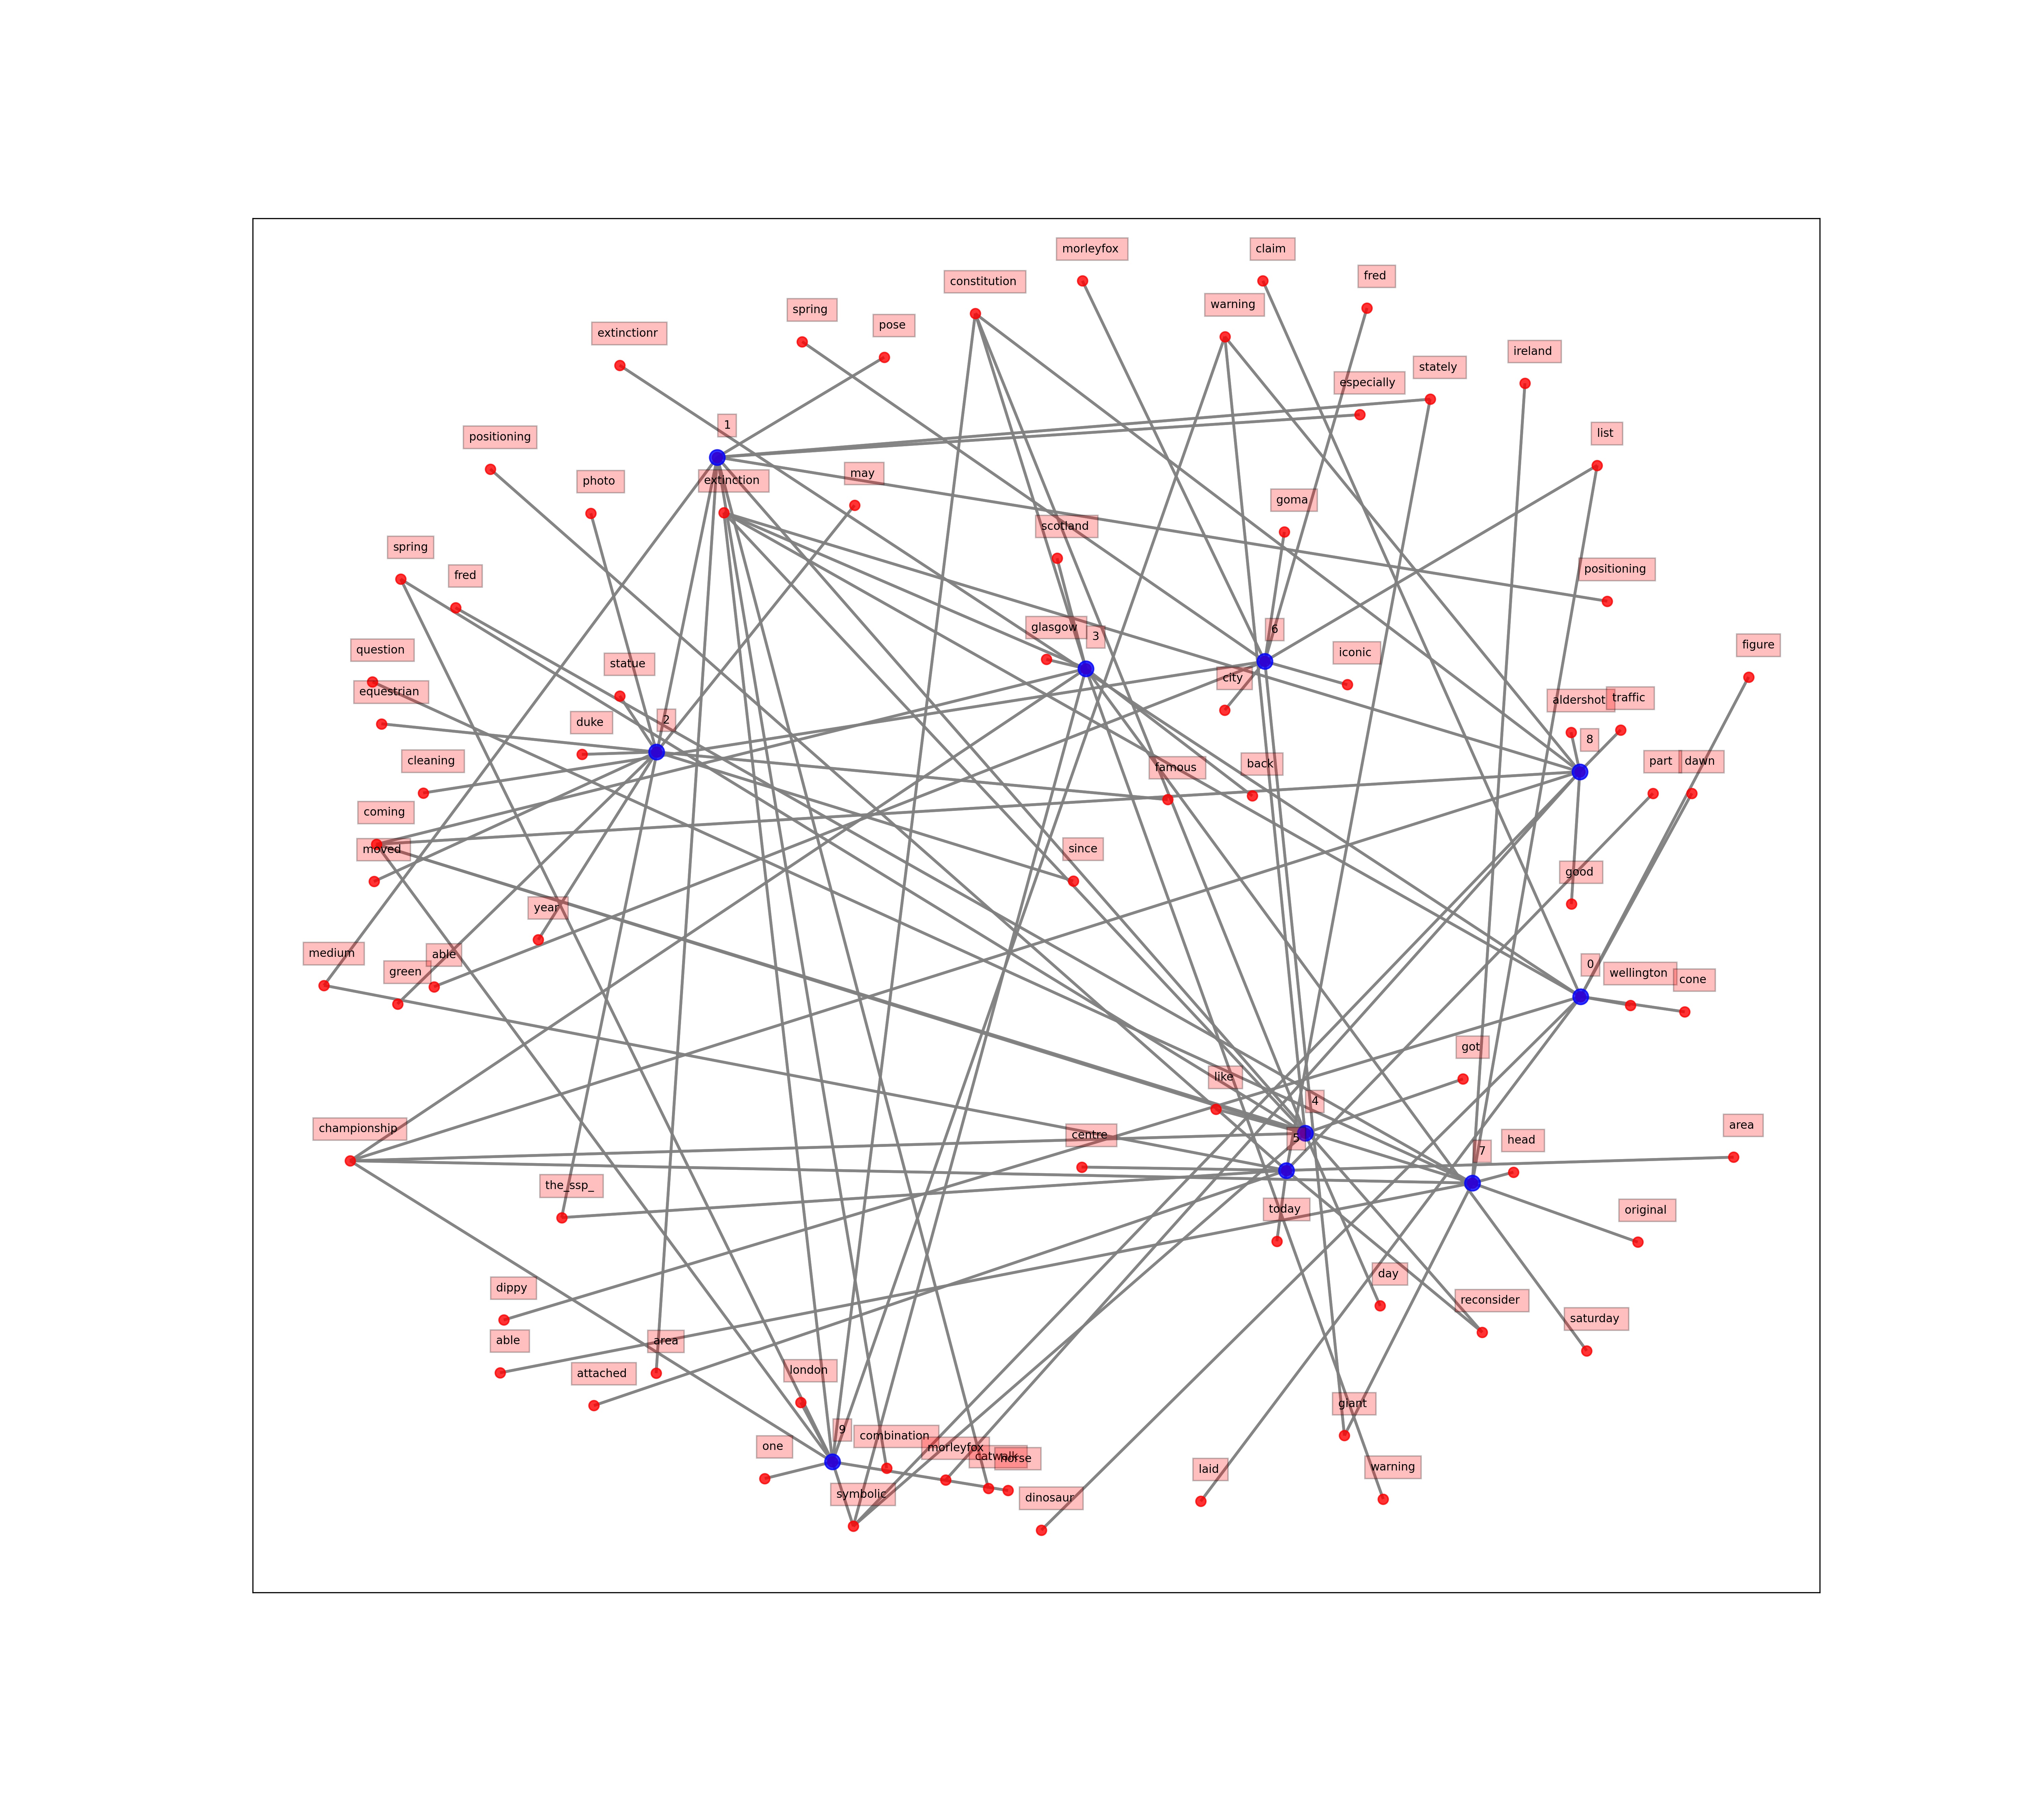 morleyfox
claim
fred
constitution
warning
spring
pose
extinctionr
ireland
stately
especially
1
list
positioning
may
extinction
photo
goma
scotland
spring
positioning
fred
glasgow
6
3
figure
question
iconic
statue
city
equestrian
aldershot
traffic
2
duke
8
cleaning
back
part
dawn
famous
coming
moved
since
good
year
medium
able
0
green
wellington
cone
got
like
4
area
championship
centre
5
head
7
the_ssp_
today
original
day
dippy
reconsider
saturday
able
area
london
attached
giant
9
combination
one
morleyfox
catwalk
horse
warning
laid
symbolic
dinosaur